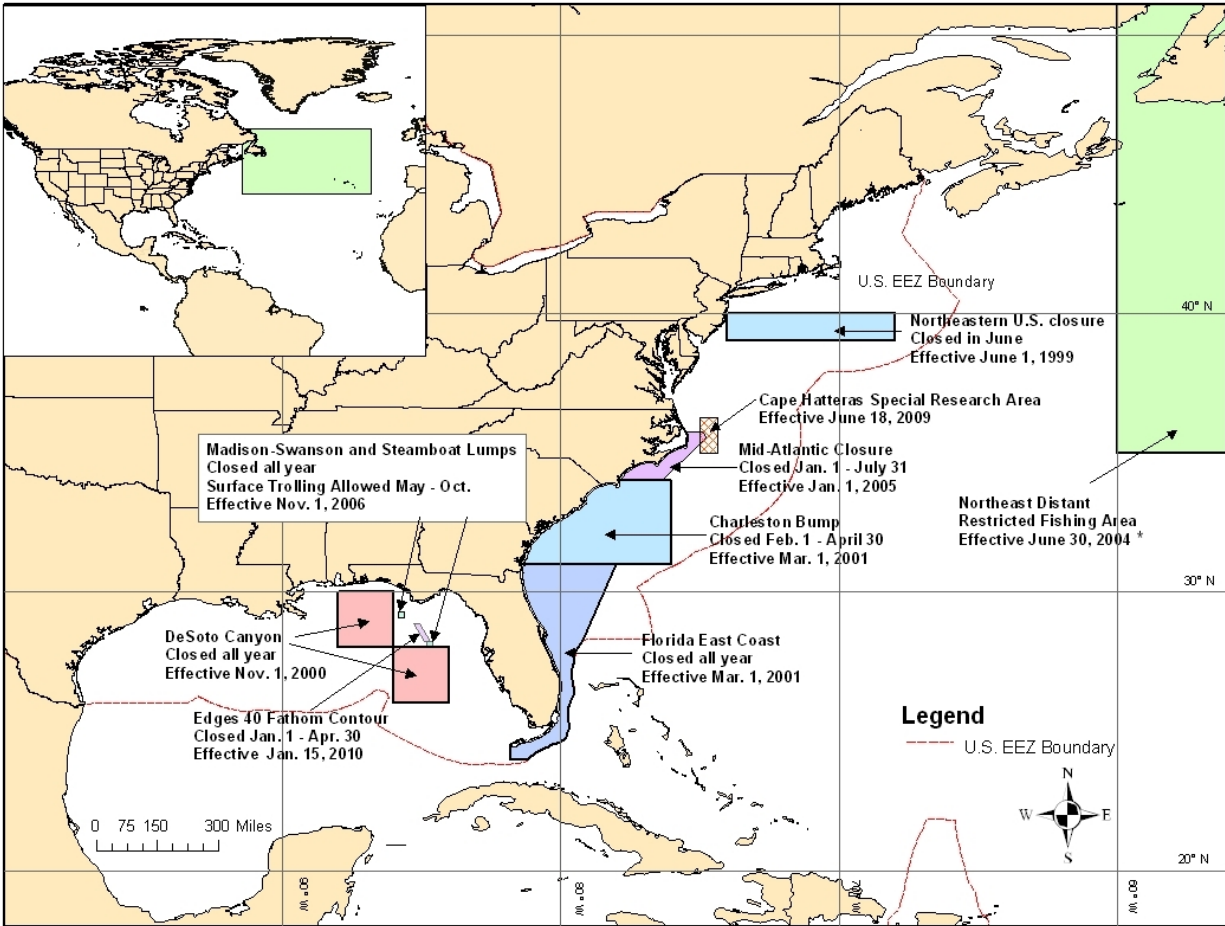 U.S. EEZ Boundary
40° N
Northeastern U.S. closure
Closed in June
Effective June 1, 1999
Cape Hatteras Special Research Area
Effective June 18, 2009
Madison-Swanson and Steamboat Lumps
Closed all year
Surface Trolling Allowed May - Oct.
Effective Nov. 1, 2006
Mid-Atlantic Closure
Closed Jan. 1 - July 31
Effective Jan. 1, 2005
Northeast Distant
Restricted Fishing Area
Effective June 30, 2004 *
Charleston Bump
Closed Feb. 1 - April 30
Effective Mar. 1, 2001
30° N
DeSoto Canyon
Closed all year
Effective Nov. 1, 2000
Florida East Coast
Closed all year
Effective Mar. 1, 2001
Edges 40 Fathom Contour
Closed Jan. 1 - Apr. 30
Effective Jan. 15, 2010
Legend
U.S. EEZ Boundary
N
W E
S
0 75 150 300 Miles
20° N
90° W
80° W
70° W
60° W